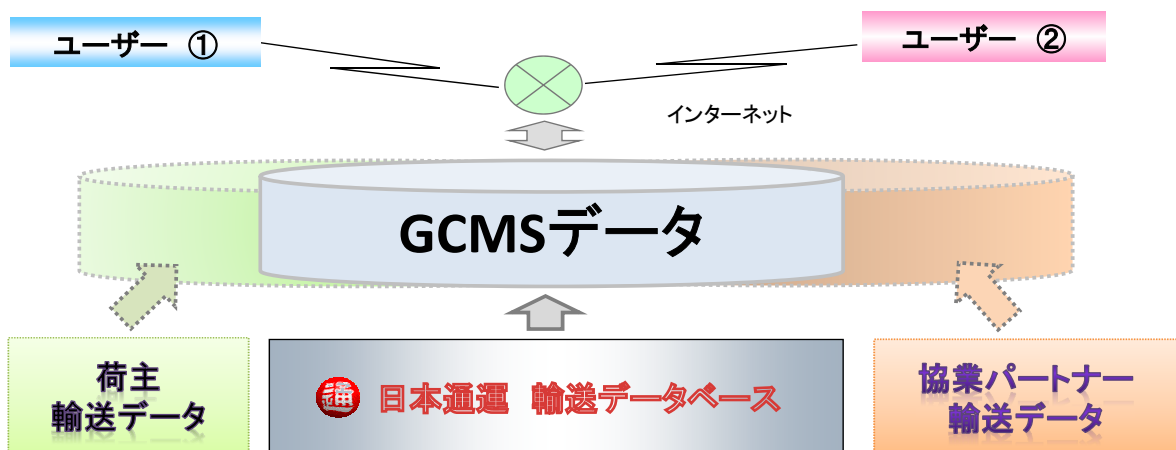 ユーザー ①
ユーザー ②
インターネット
GCMSデータ
荷主
輸送データ
通 日本通運 輸送データベース
協業パートナー
輸送データ